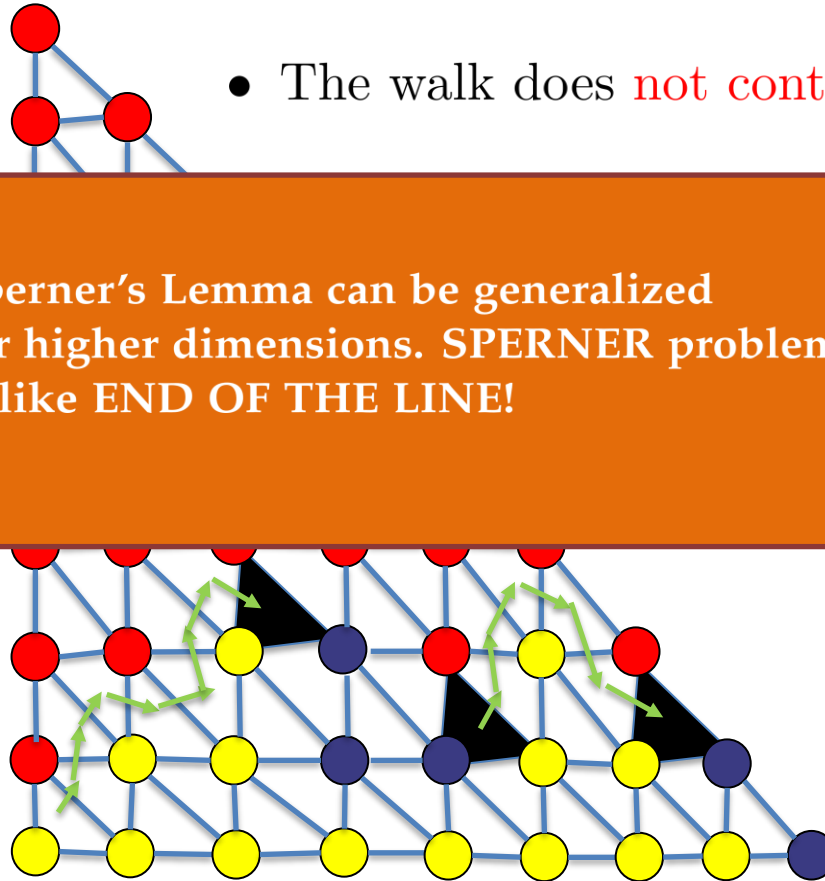 • The walk does not cont
perner's Lemma can be generalized
r higher dimensions. SPERNER problem
like END OF THE LINE!